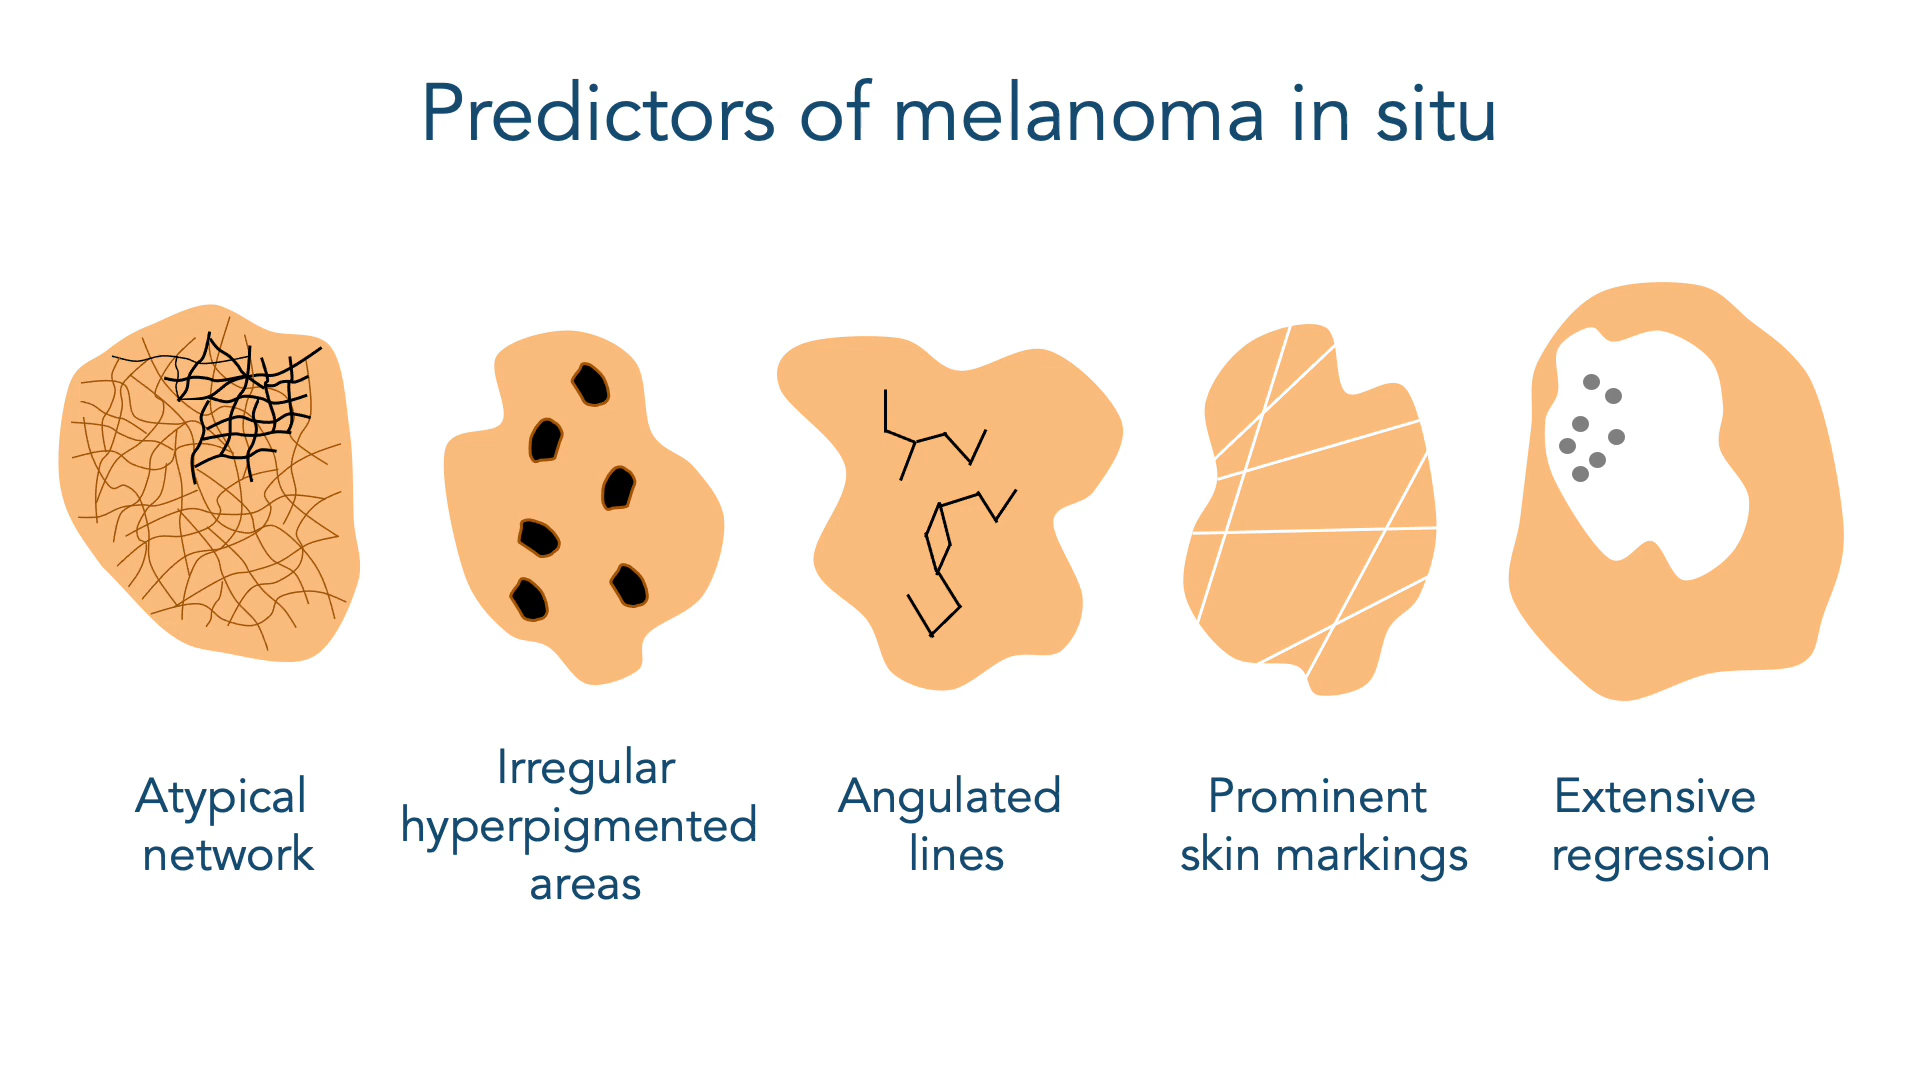 Predictors of melanoma in situ
Atypical
network
Irregular
hyperpigmented
areas
Angulated
lines
Prominent
skin markings
Extensive
regression